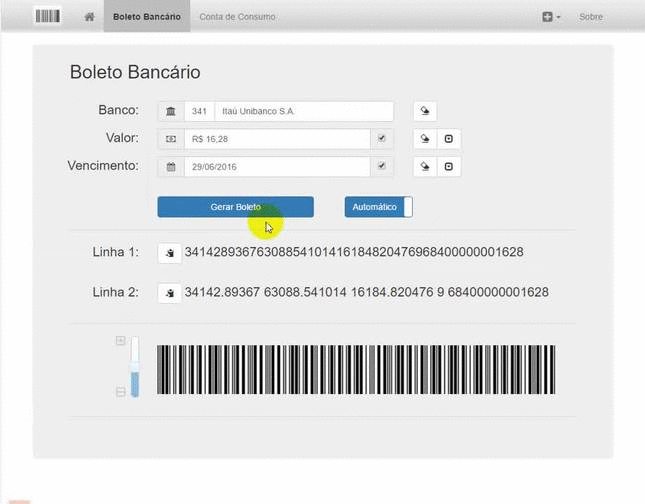 Boleto Bancário
Conta de Consumo
Sobre
Boleto Bancário
Banco: 341 Itaú Unibanco S.A.
Valor: R$ 16,28
Vencimento: 29/06/2016
Gerar Boleto Automático
Linha 1: 34142893676308854101416184820476968400000001628
Linha 2: 34142.89367 63088.541014 16184.820476 9 68400000001628